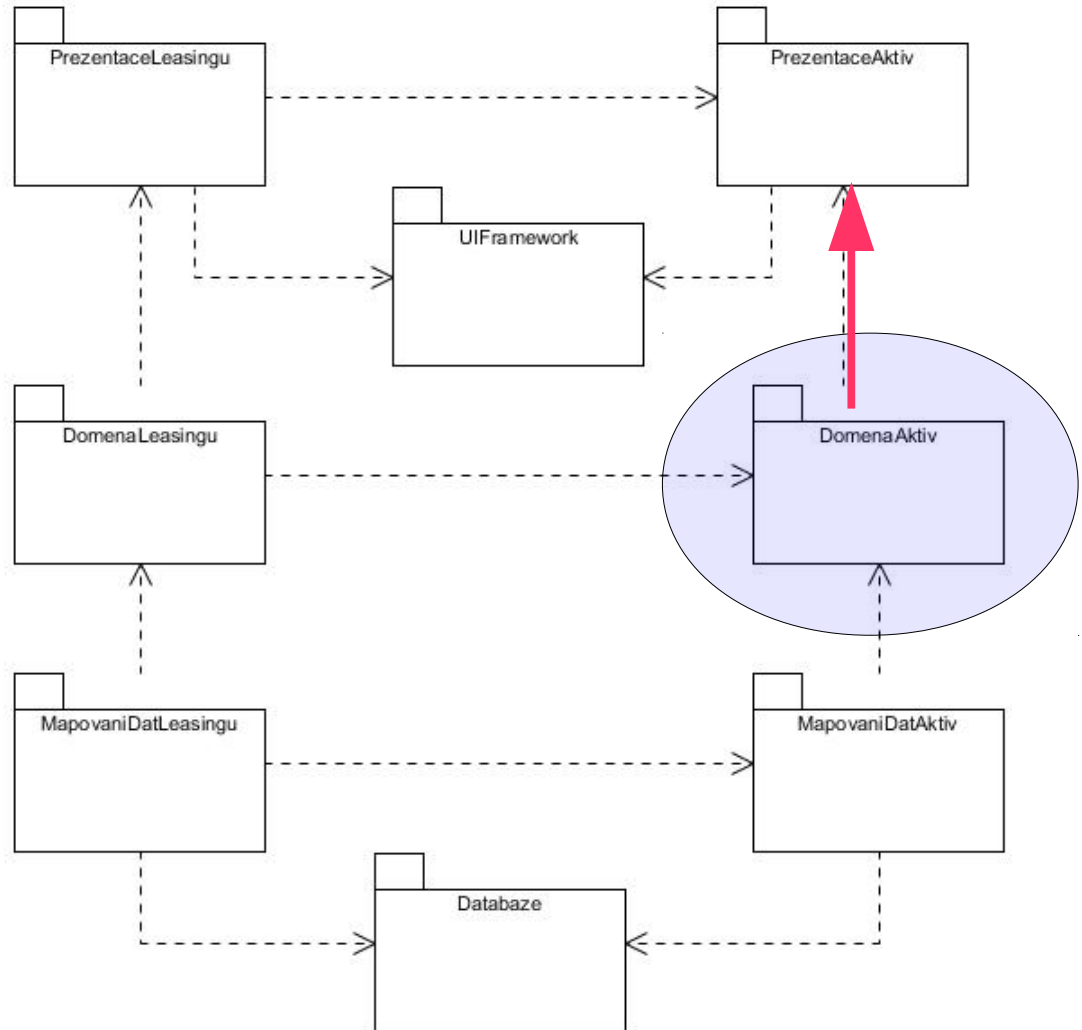 PrezentaceLeasingu
PrezentaceAktiv
UIFramework
DomenaLeasingu
DomenaAktiv
MapovaniDatLeasingu
MapovaniDatAktiv
Databaze